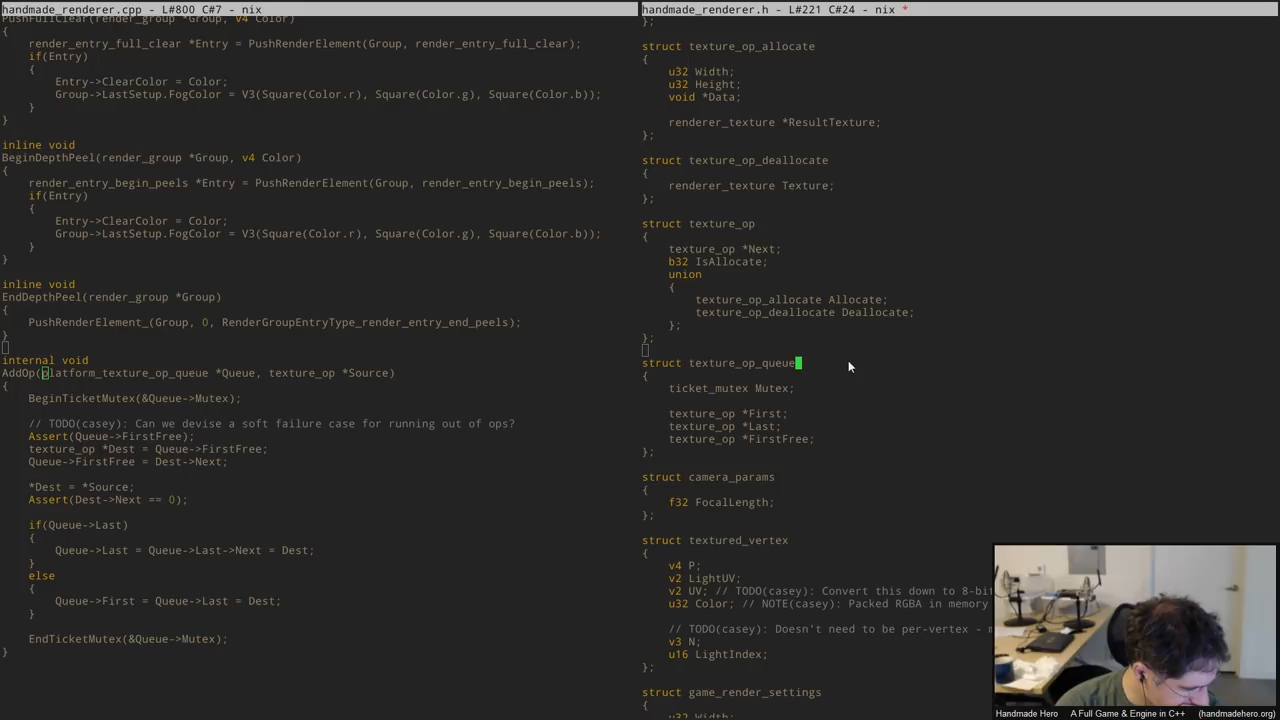 handmade_renderer.cpp - L#800 C#7 - nix
PushFullClear(render_group *Group, v4 Color)
{
    render_entry_full_clear *Entry = PushRenderElement(Group, render_entry_full_clear);
    if(Entry)
    {
        Entry->ClearColor = Color;
        Group->LastSetup.FogColor = V3(Square(Color.r), Square(Color.g), Square(Color.b));
    }
}
inline void
BeginDepthPeel(render_group *Group, v4 Color)
{
    render_entry_begin_peels *Entry = PushRenderElement(Group, render_entry_begin_peels);
    if(Entry)
    {
        Entry->ClearColor = Color;
        Group->LastSetup.FogColor = V3(Square(Color.r), Square(Color.g), Square(Color.b));
    }
}
inline void
EndDepthPeel(render_group *Group)
{
    PushRenderElement_(Group, 0, RenderGroupEntryType_render_entry_end_peels);
}
internal void
AddOp(platform_texture_op_queue *Queue, texture_op *Source)
{
    BeginTicketMutex(&Queue->Mutex);
    // TODO(casey): Can we devise a soft failure case for running out of ops?
    Assert(Queue->FirstFree);
    texture_op *Dest = Queue->FirstFree;
    Queue->FirstFree = Dest->Next;
    *Dest = *Source;
    Assert(Dest->Next == 0);
    if(Queue->Last)
    {
        Queue->Last = Queue->Last->Next = Dest;
    }
    else
    {
        Queue->First = Queue->Last = Dest;
    }
    EndTicketMutex(&Queue->Mutex);
}
handmade_renderer.h - L#221 C#24 - nix *
};
struct texture_op_allocate
{
    u32 Width;
    u32 Height;
    void *Data;
    renderer_texture *ResultTexture;
};
struct texture_op_deallocate
{
    renderer_texture Texture;
};
struct texture_op
{
    texture_op *Next;
    b32 IsAllocate;
    union
    {
        texture_op_allocate Allocate;
        texture_op_deallocate Deallocate;
    };
};
struct texture_op_queue
{
    ticket_mutex Mutex;
    texture_op *First;
    texture_op *Last;
    texture_op *FirstFree;
};
struct camera_params
{
    f32 FocalLength;
};
struct textured_vertex
{
    v4 P;
    v2 LightUV;
    v2 UV; // TODO(casey): Convert this down to 8-bit
    u32 Color; // NOTE(casey): Packed RGBA in memory
    // TODO(casey): Doesn't need to be per-vertex -
    v3 N;
    u16 LightIndex;
};
struct game_render_settings
{
    u32 Width;
Handmade Hero A Full Game & Engine in C++ (handmadehero.org)